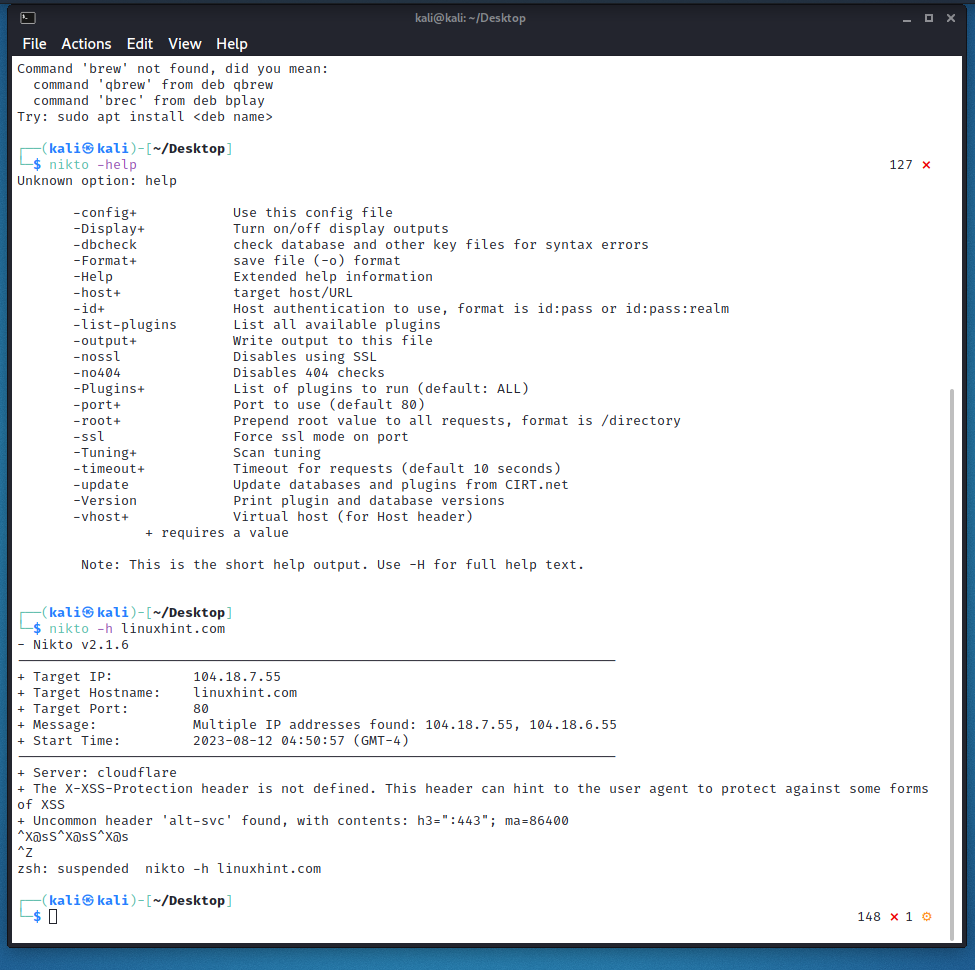 kali@kali: ~/Desktop
File Actions Edit View Help
Command 'brew' not found, did you mean:
  command 'qbrew' from deb qbrew
  command 'brec' from deb bplay
Try: sudo apt install <deb name>
┌──(kali㉿kali)-[~/Desktop]
└─$ nikto -help 127 ✗
Unknown option: help
-config+ Use this config file
-Display+ Turn on/off display outputs
-dbcheck check database and other key files for syntax errors
-Format+ save file (-o) format
-Help Extended help information
-host+ target host/URL
-id+ Host authentication to use, format is id:pass or id:pass:realm
-list-plugins List all available plugins
-output+ Write output to this file
-nossl Disables using SSL
-no404 Disables 404 checks
-Plugins+ List of plugins to run (default: ALL)
-port+ Port to use (default 80)
-root+ Prepend root value to all requests, format is /directory
-ssl Force ssl mode on port
-Tuning+ Scan tuning
-timeout+ Timeout for requests (default 10 seconds)
-update Update databases and plugins from CIRT.net
-Version Print plugin and database versions
-vhost+ Virtual host (for Host header)
+ requires a value
Note: This is the short help output. Use -H for full help text.
┌──(kali㉿kali)-[~/Desktop]
└─$ nikto -h linuxhint.com
- Nikto v2.1.6
+ Target IP: 104.18.7.55
+ Target Hostname: linuxhint.com
+ Target Port: 80
+ Message: Multiple IP addresses found: 104.18.7.55, 104.18.6.55
+ Start Time: 2023-08-12 04:50:57 (GMT-4)
+ Server: cloudflare
+ The X-XSS-Protection header is not defined. This header can hint to the user agent to protect against some forms
of XSS
+ Uncommon header 'alt-svc' found, with contents: h3=":443"; ma=86400
^X@sS^X@sS^X@s
^Z
zsh: suspended  nikto -h linuxhint.com
┌──(kali㉿kali)-[~/Desktop]
└─$ 148 ✗ 1 ⚙